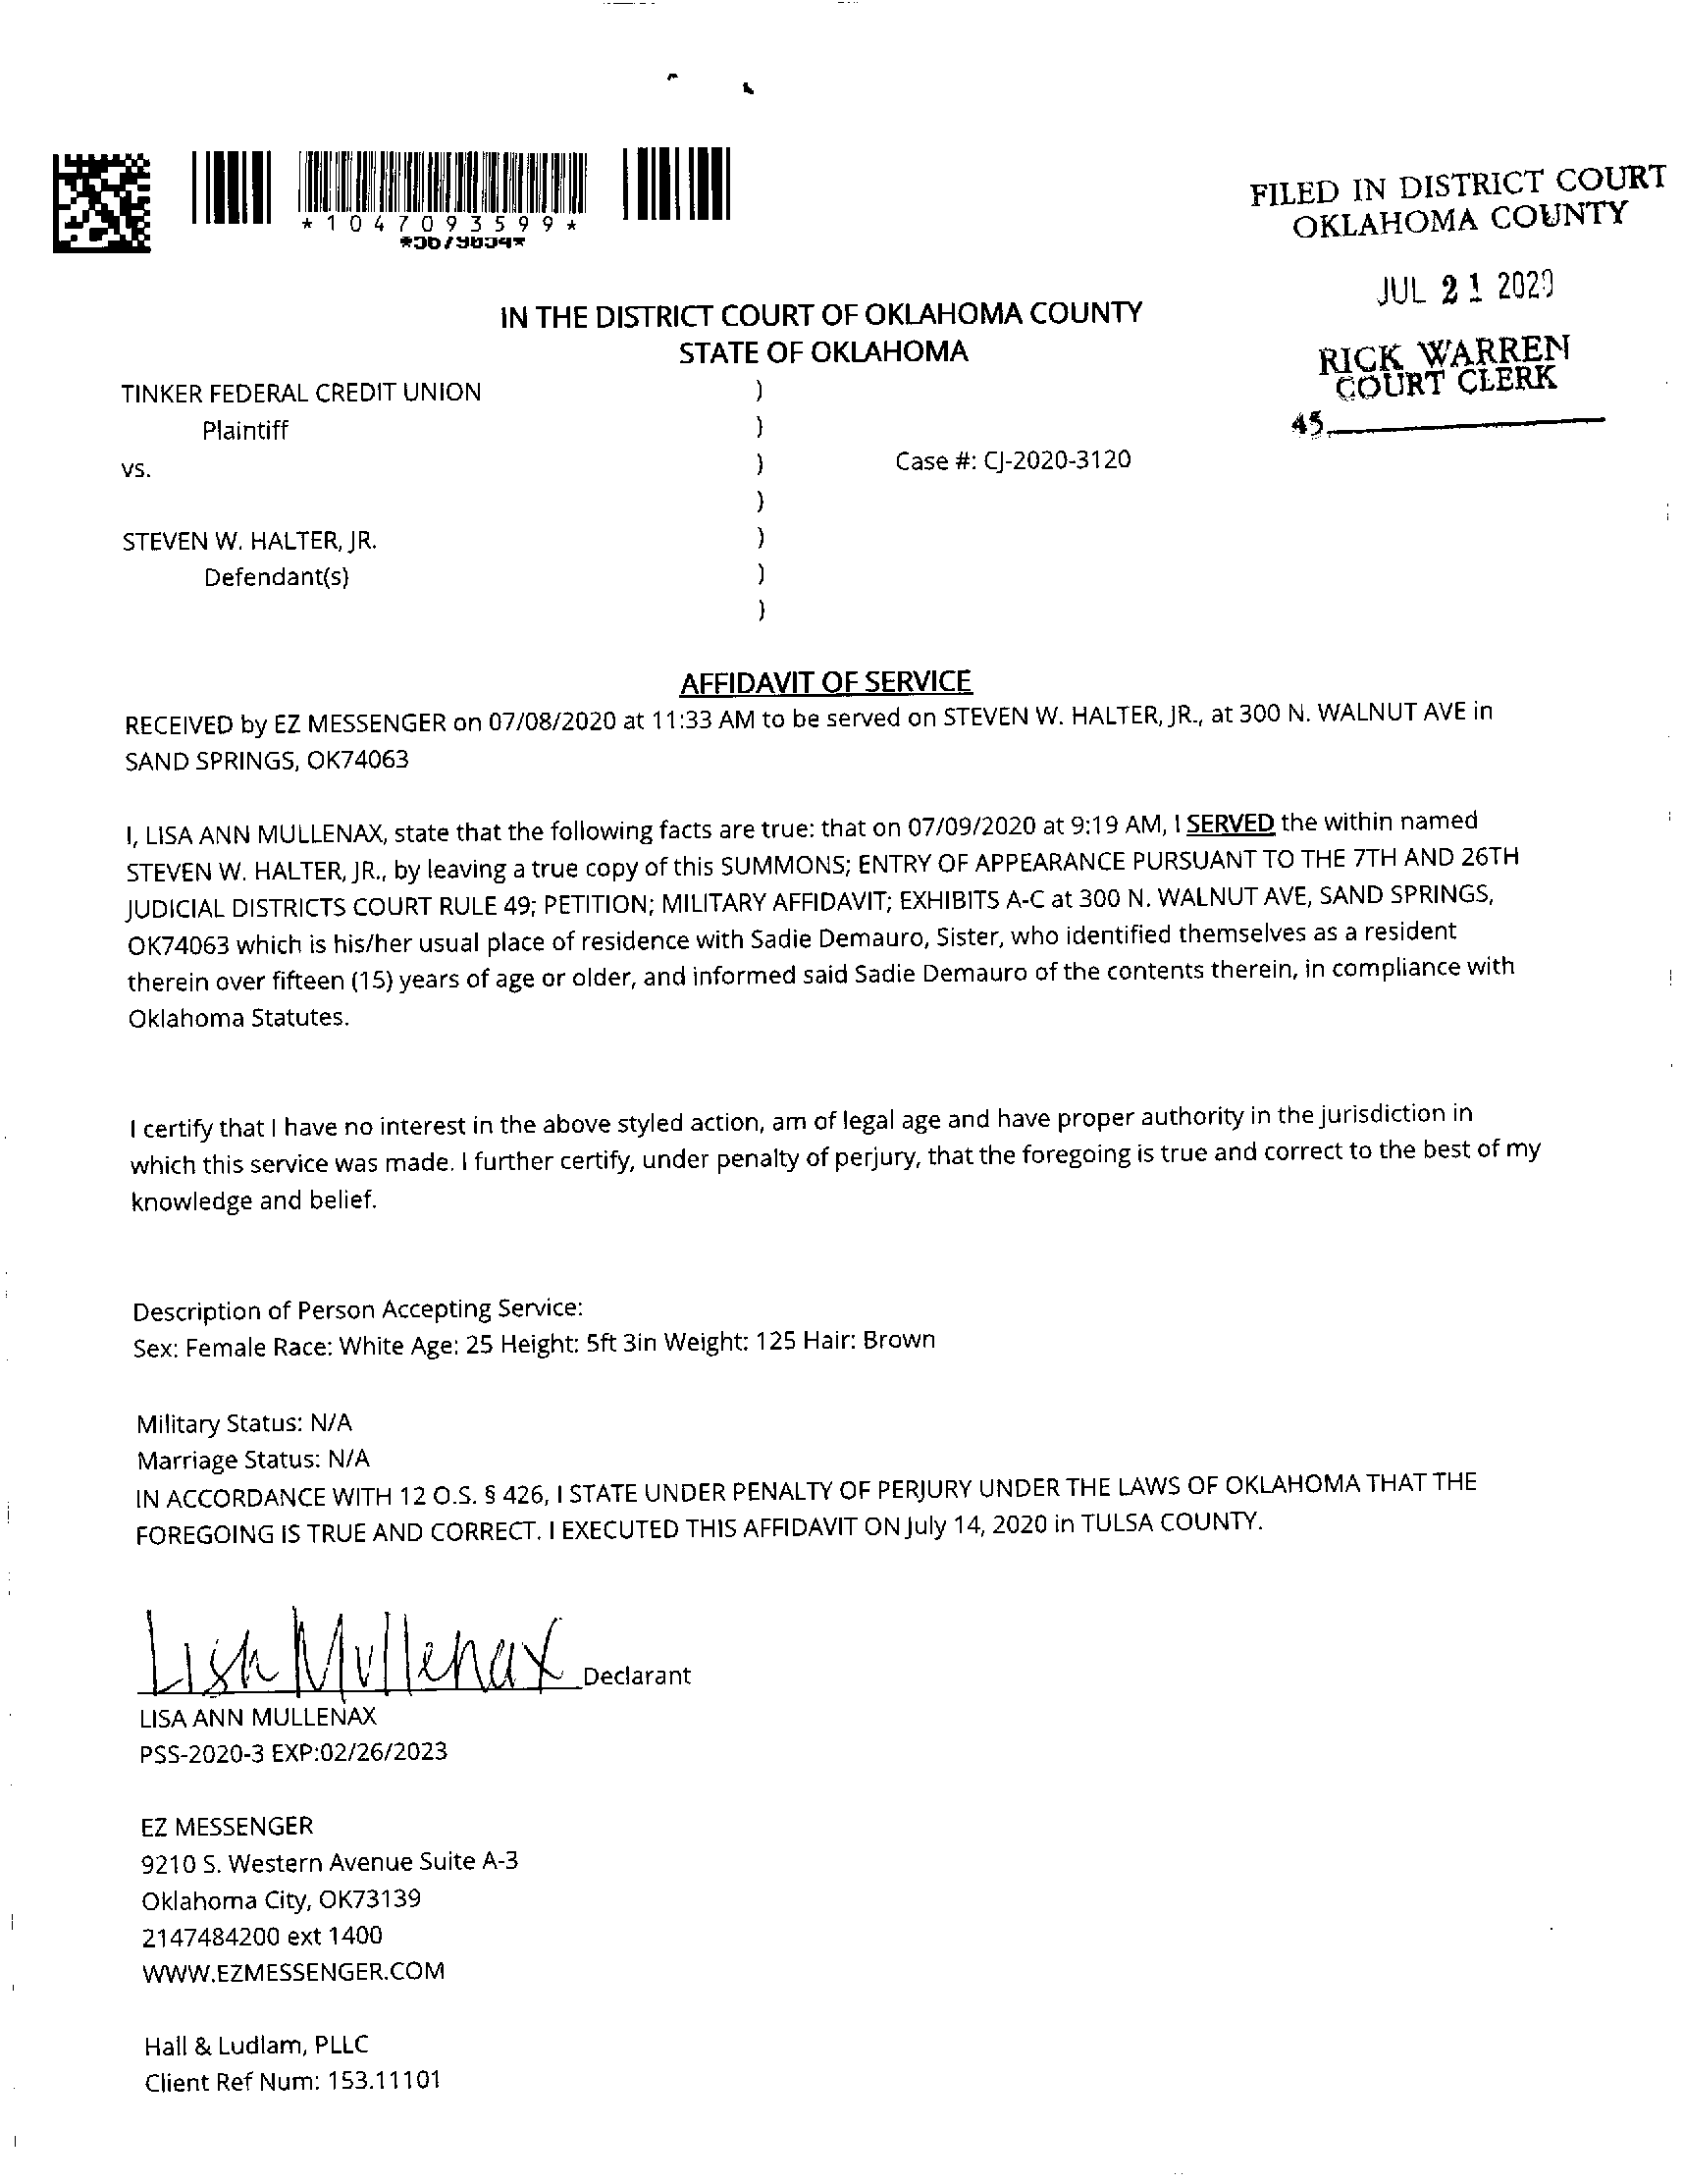 *1047093599*
FILED IN DISTRICT COURT
OKLAHOMA COUNTY
JUL 21 2020
RICK WARREN
COURT CLERK
45
IN THE DISTRICT COURT OF OKLAHOMA COUNTY
STATE OF OKLAHOMA
TINKER FEDERAL CREDIT UNION )
Plaintiff )
vs. ) Case #: CJ-2020-3120
)
STEVEN W. HALTER, JR. )
Defendant(s) )
)
AFFIDAVIT OF SERVICE
RECEIVED by EZ MESSENGER on 07/08/2020 at 11:33 AM to be served on STEVEN W. HALTER, JR., at 300 N. WALNUT AVE in
SAND SPRINGS, OK74063
I, LISA ANN MULLENAX, state that the following facts are true: that on 07/09/2020 at 9:19 AM, I SERVED the within named
STEVEN W. HALTER, JR., by leaving a true copy of this SUMMONS; ENTRY OF APPEARANCE PURSUANT TO THE 7TH AND 26TH
JUDICIAL DISTRICTS COURT RULE 49; PETITION; MILITARY AFFIDAVIT; EXHIBITS A-C at 300 N. WALNUT AVE, SAND SPRINGS,
OK74063 which is his/her usual place of residence with Sadie Demauro, Sister, who identified themselves as a resident
therein over fifteen (15) years of age or older, and informed said Sadie Demauro of the contents therein, in compliance with
Oklahoma Statutes.
I certify that I have no interest in the above styled action, am of legal age and have proper authority in the jurisdiction in
which this service was made. I further certify, under penalty of perjury, that the foregoing is true and correct to the best of my
knowledge and belief.
Description of Person Accepting Service:
Sex: Female Race: White Age: 25 Height: 5ft 3in Weight: 125 Hair: Brown
Military Status: N/A
Marriage Status: N/A
IN ACCORDANCE WITH 12 O.S. § 426, I STATE UNDER PENALTY OF PERJURY UNDER THE LAWS OF OKLAHOMA THAT THE
FOREGOING IS TRUE AND CORRECT. I EXECUTED THIS AFFIDAVIT ON July 14, 2020 in TULSA COUNTY.
Lisa Mullenax Declarant
LISA ANN MULLENAX
PSS-2020-3 EXP:02/26/2023
EZ MESSENGER
9210 S. Western Avenue Suite A-3
Oklahoma City, OK73139
2147484200 ext 1400
WWW.EZMESSENGER.COM
Hall & Ludlam, PLLC
Client Ref Num: 153.11101